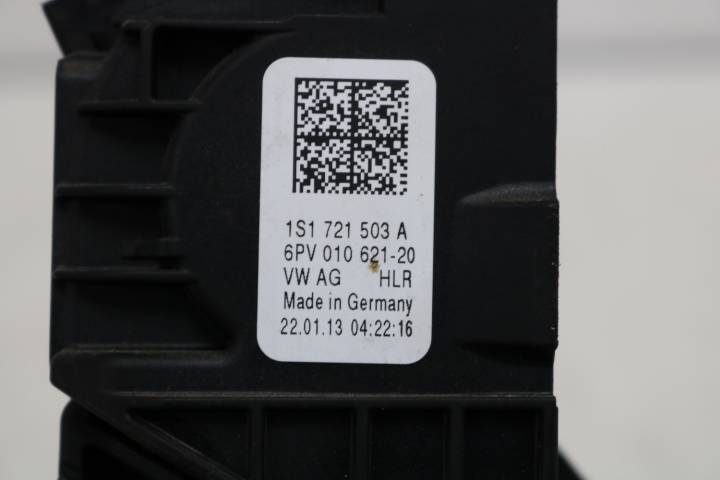 1S1 721 503 A
6PV 010 621-20
VW AG HLR
Made in Germany
22.01.13 04:22:16